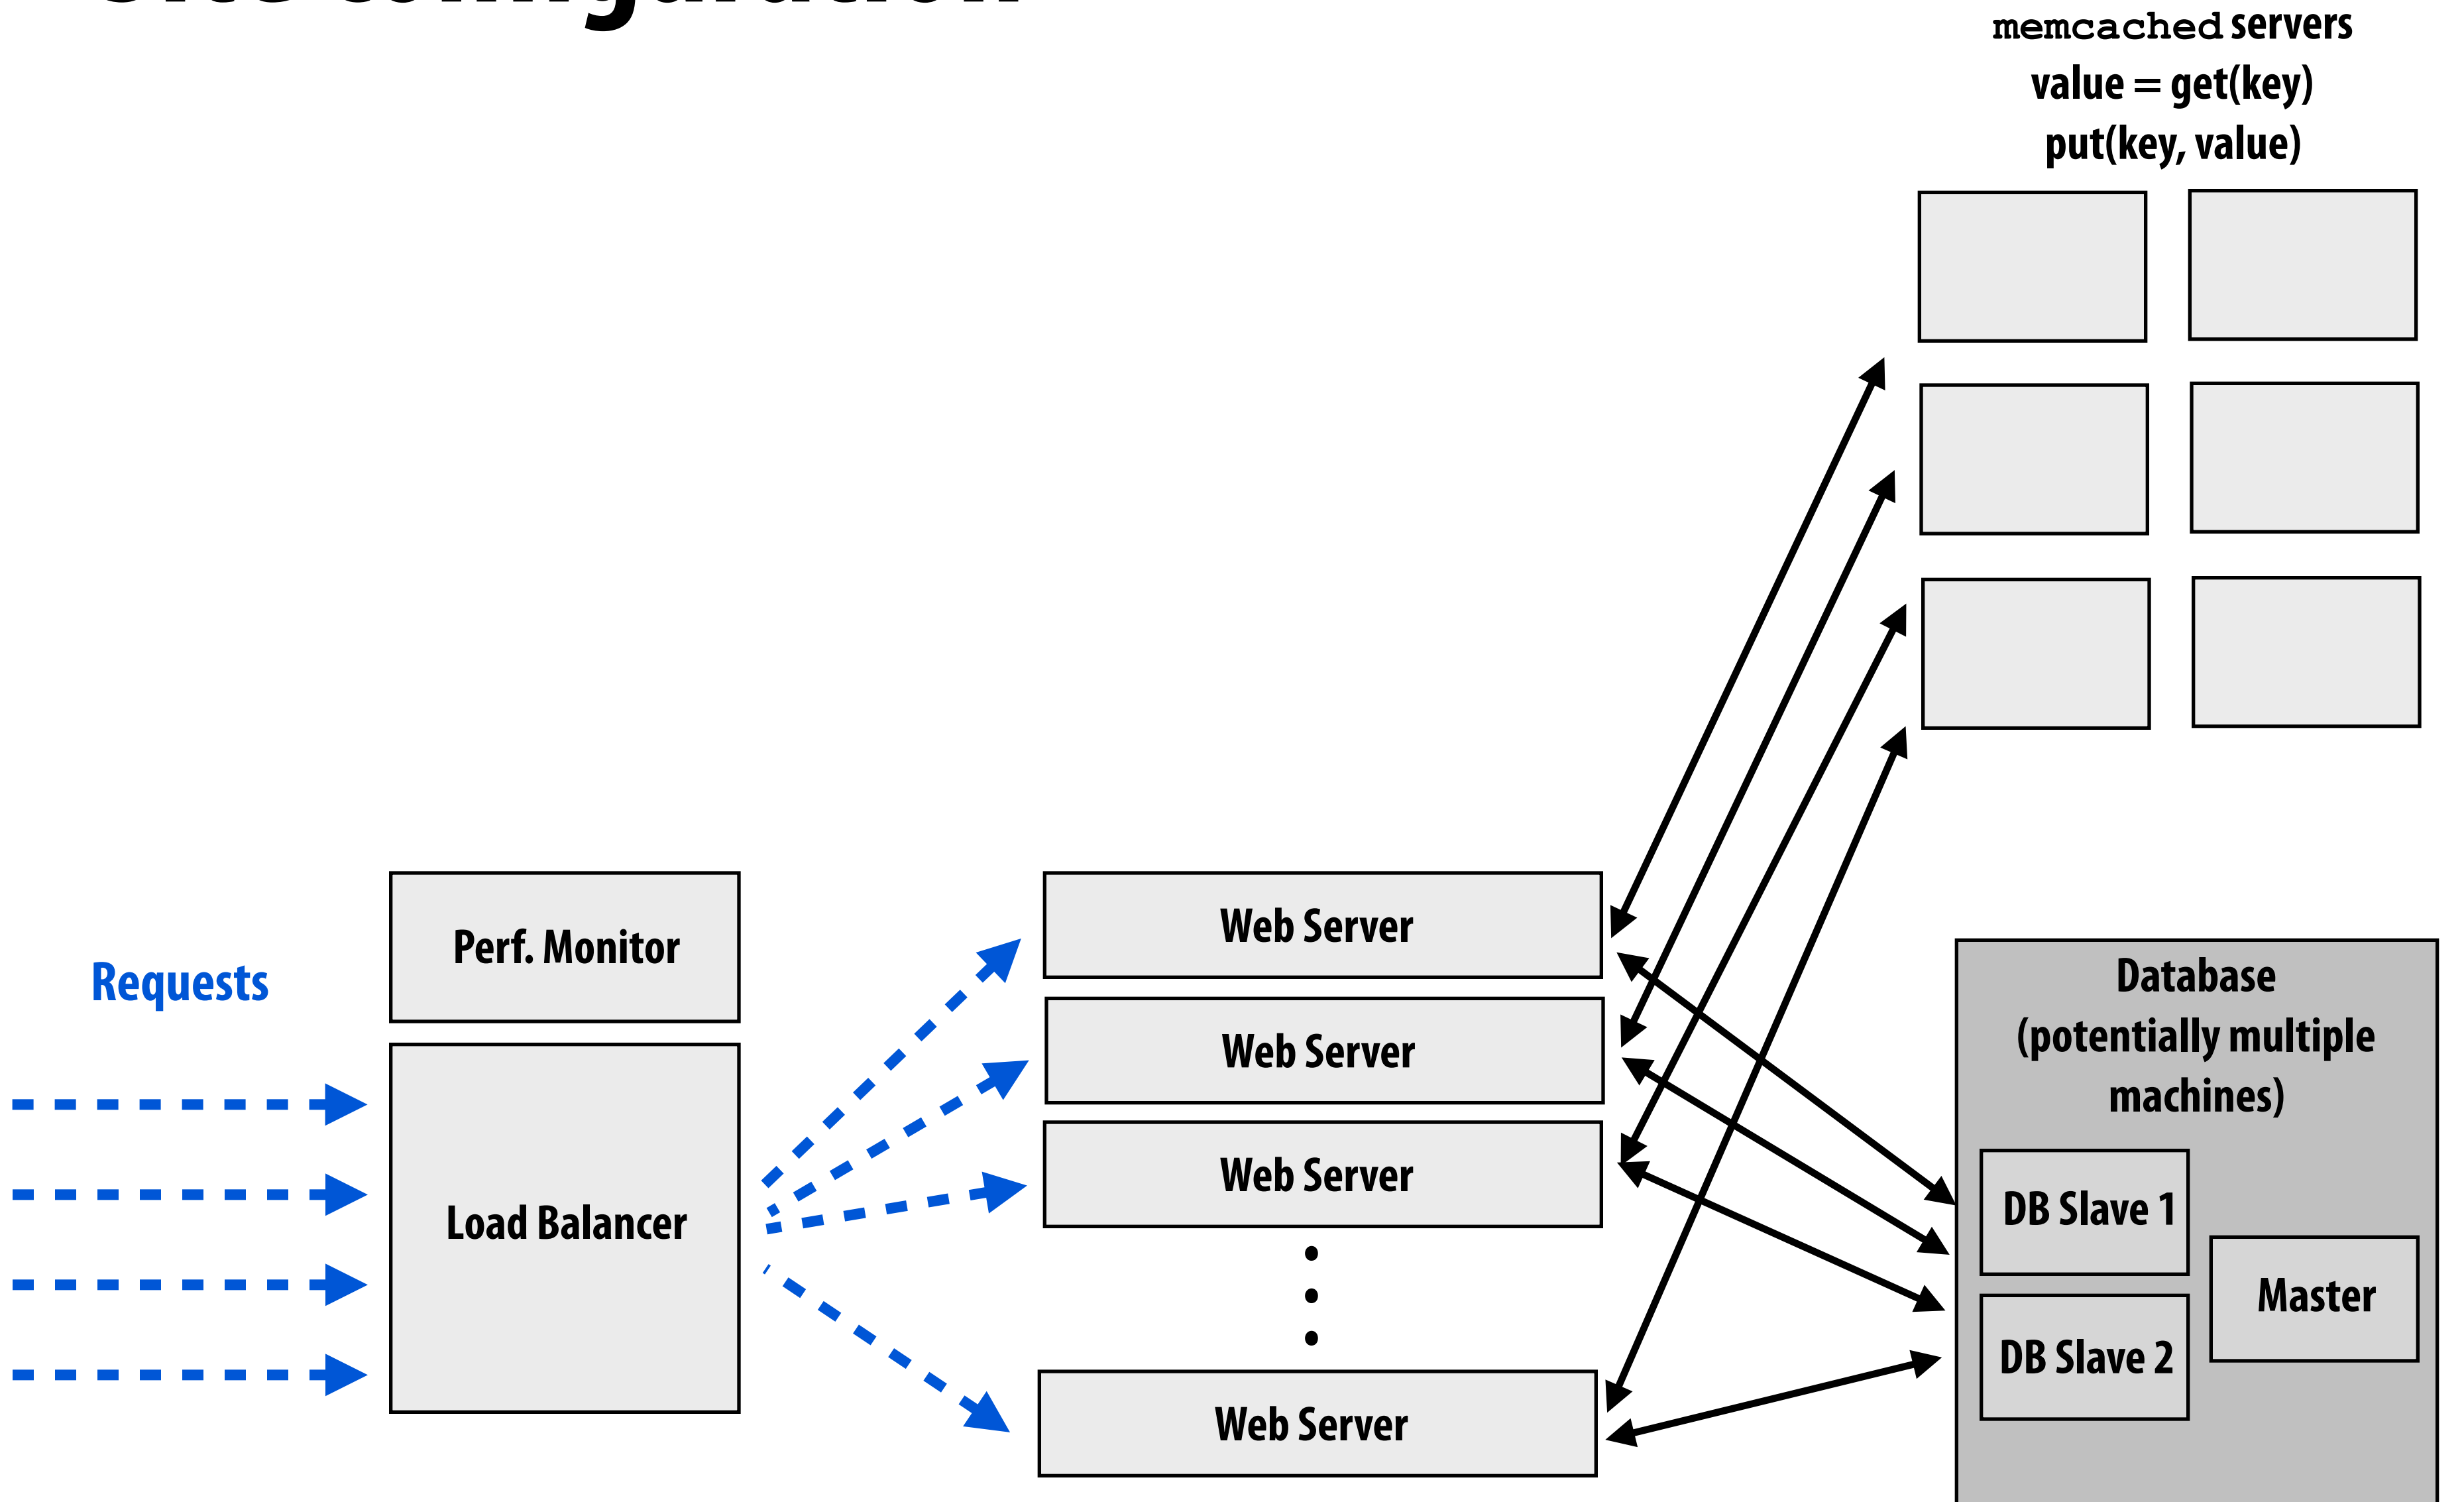 configuration
memcached servers
value = get(key)
put(key, value)
Perf. Monitor
Requests
Load Balancer
Web Server
Web Server
Web Server
Web Server
Database
(potentially multiple
machines)
DB Slave 1
Master
DB Slave 2